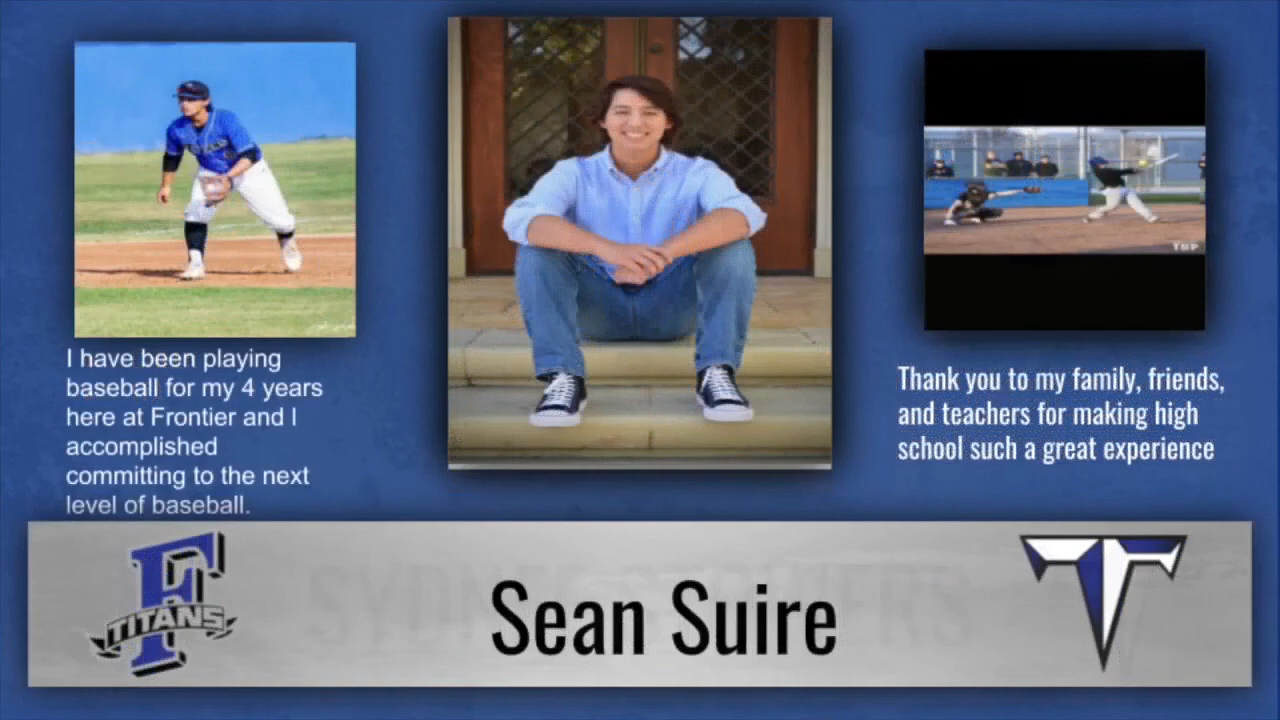 I have been playing
baseball for my 4 years
here at Frontier and I
accomplished
committing to the next
level of baseball.
TNP
Thank you to my family, friends,
and teachers for making high
school such a great experience
F
TITANS
Sean Suire
T